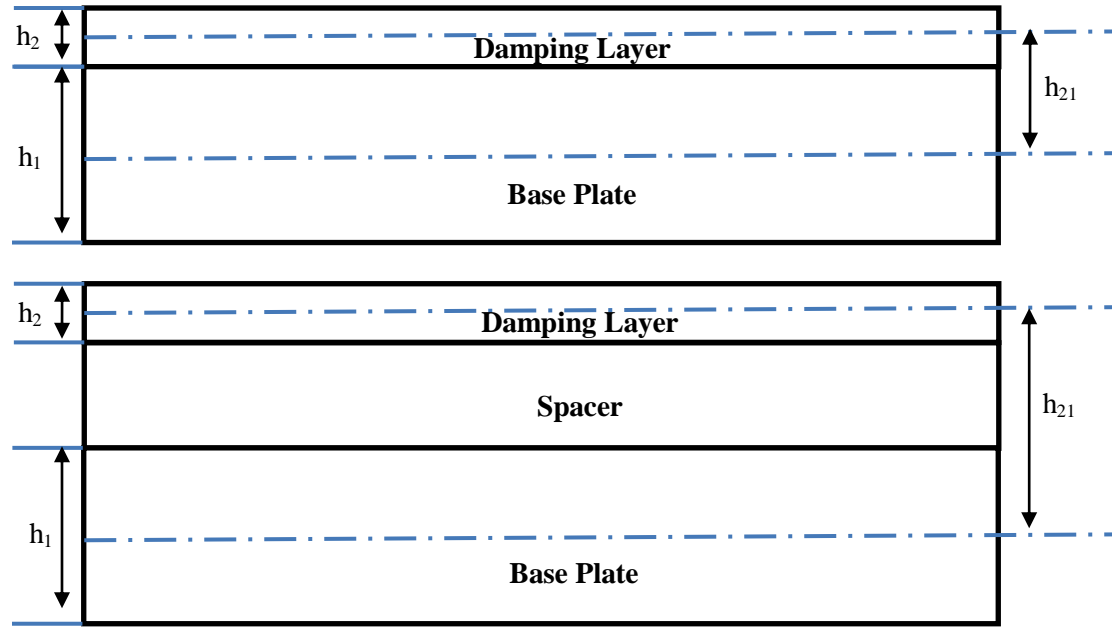 h₂
Damping Layer
h₂₁
h₁
Base Plate
h₂
Damping Layer
Spacer
h₂₁
h₁
Base Plate